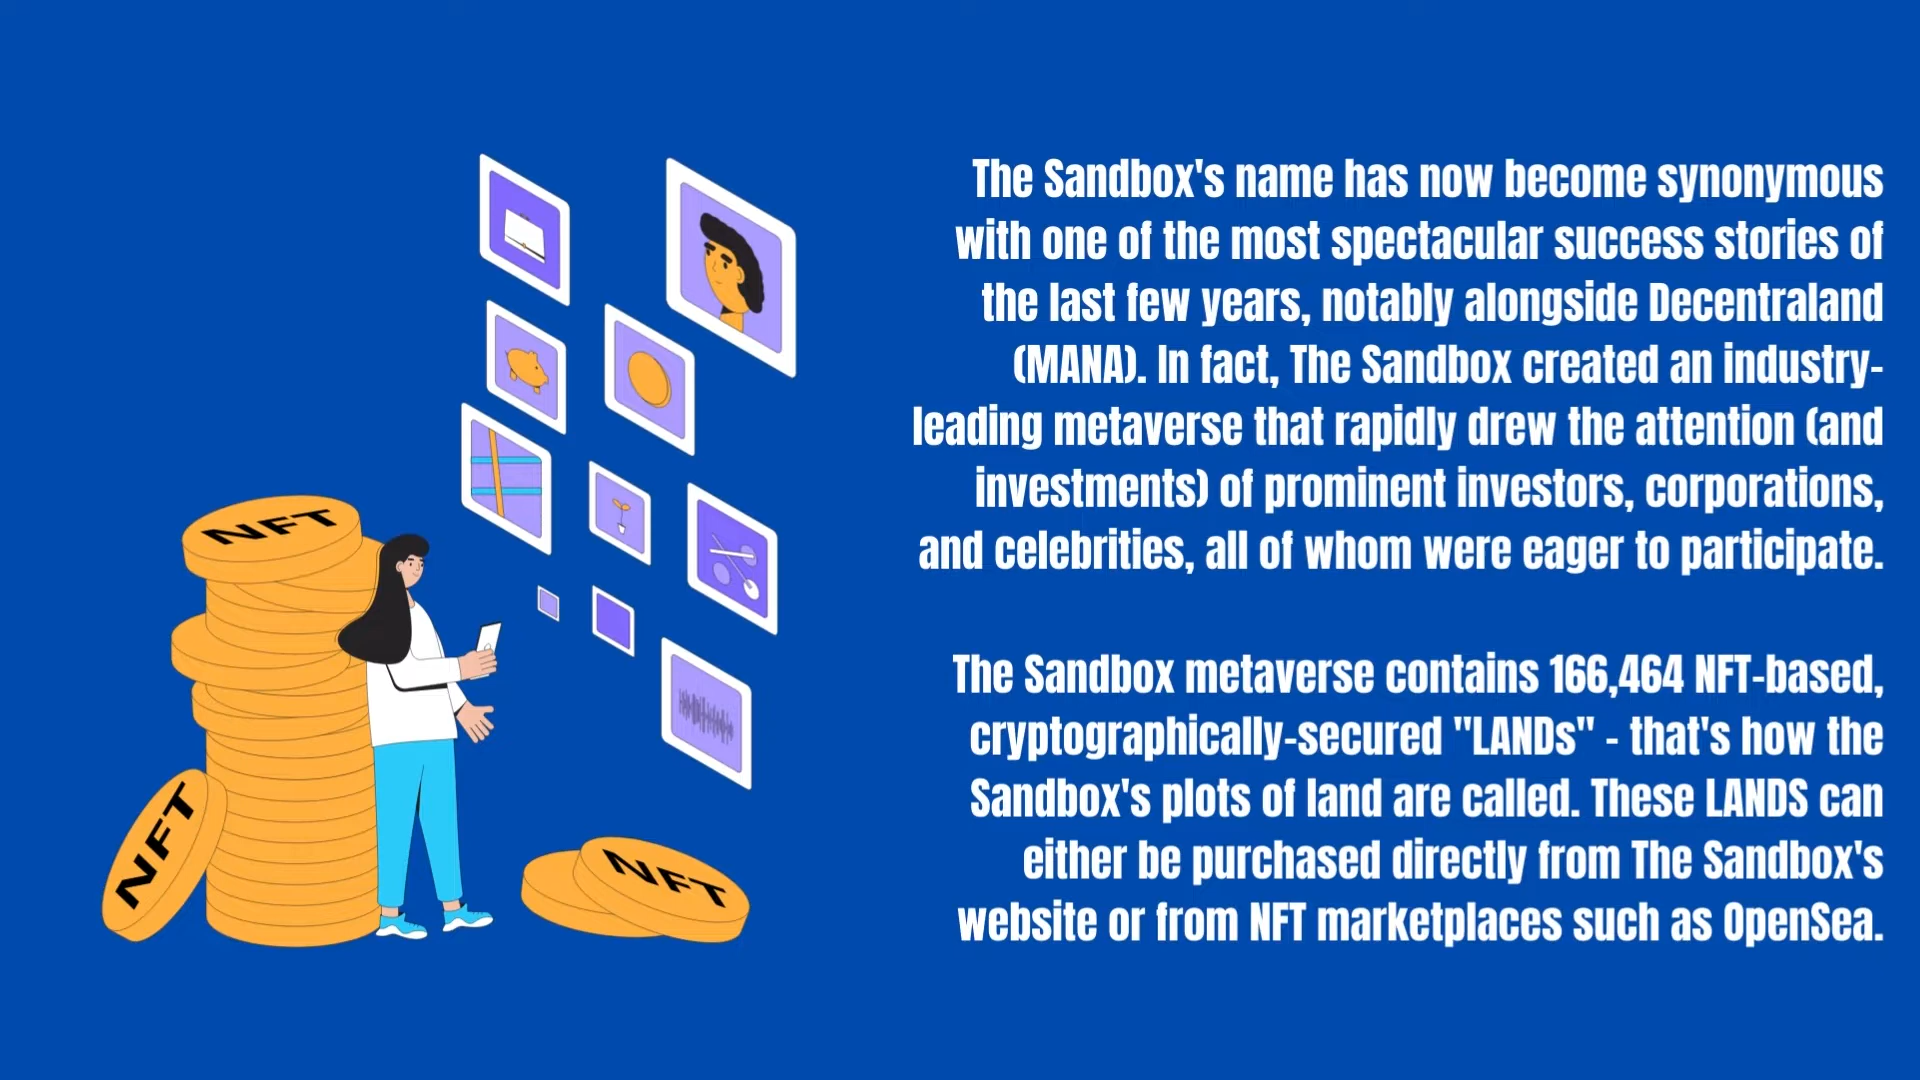 The Sandbox's name has now become synonymous
with one of the most spectacular success stories of
the last few years, notably alongside Decentraland
(MANA). In fact, The Sandbox created an industry-
leading metaverse that rapidly drew the attention (and
investments) of prominent investors, corporations,
and celebrities, all of whom were eager to participate.
The Sandbox metaverse contains 166,464 NFT-based,
cryptographically-secured "LANDs" - that's how the
Sandbox's plots of land are called. These LANDS can
either be purchased directly from The Sandbox's
website or from NFT marketplaces such as OpenSea.
NFT
NFT
NFT